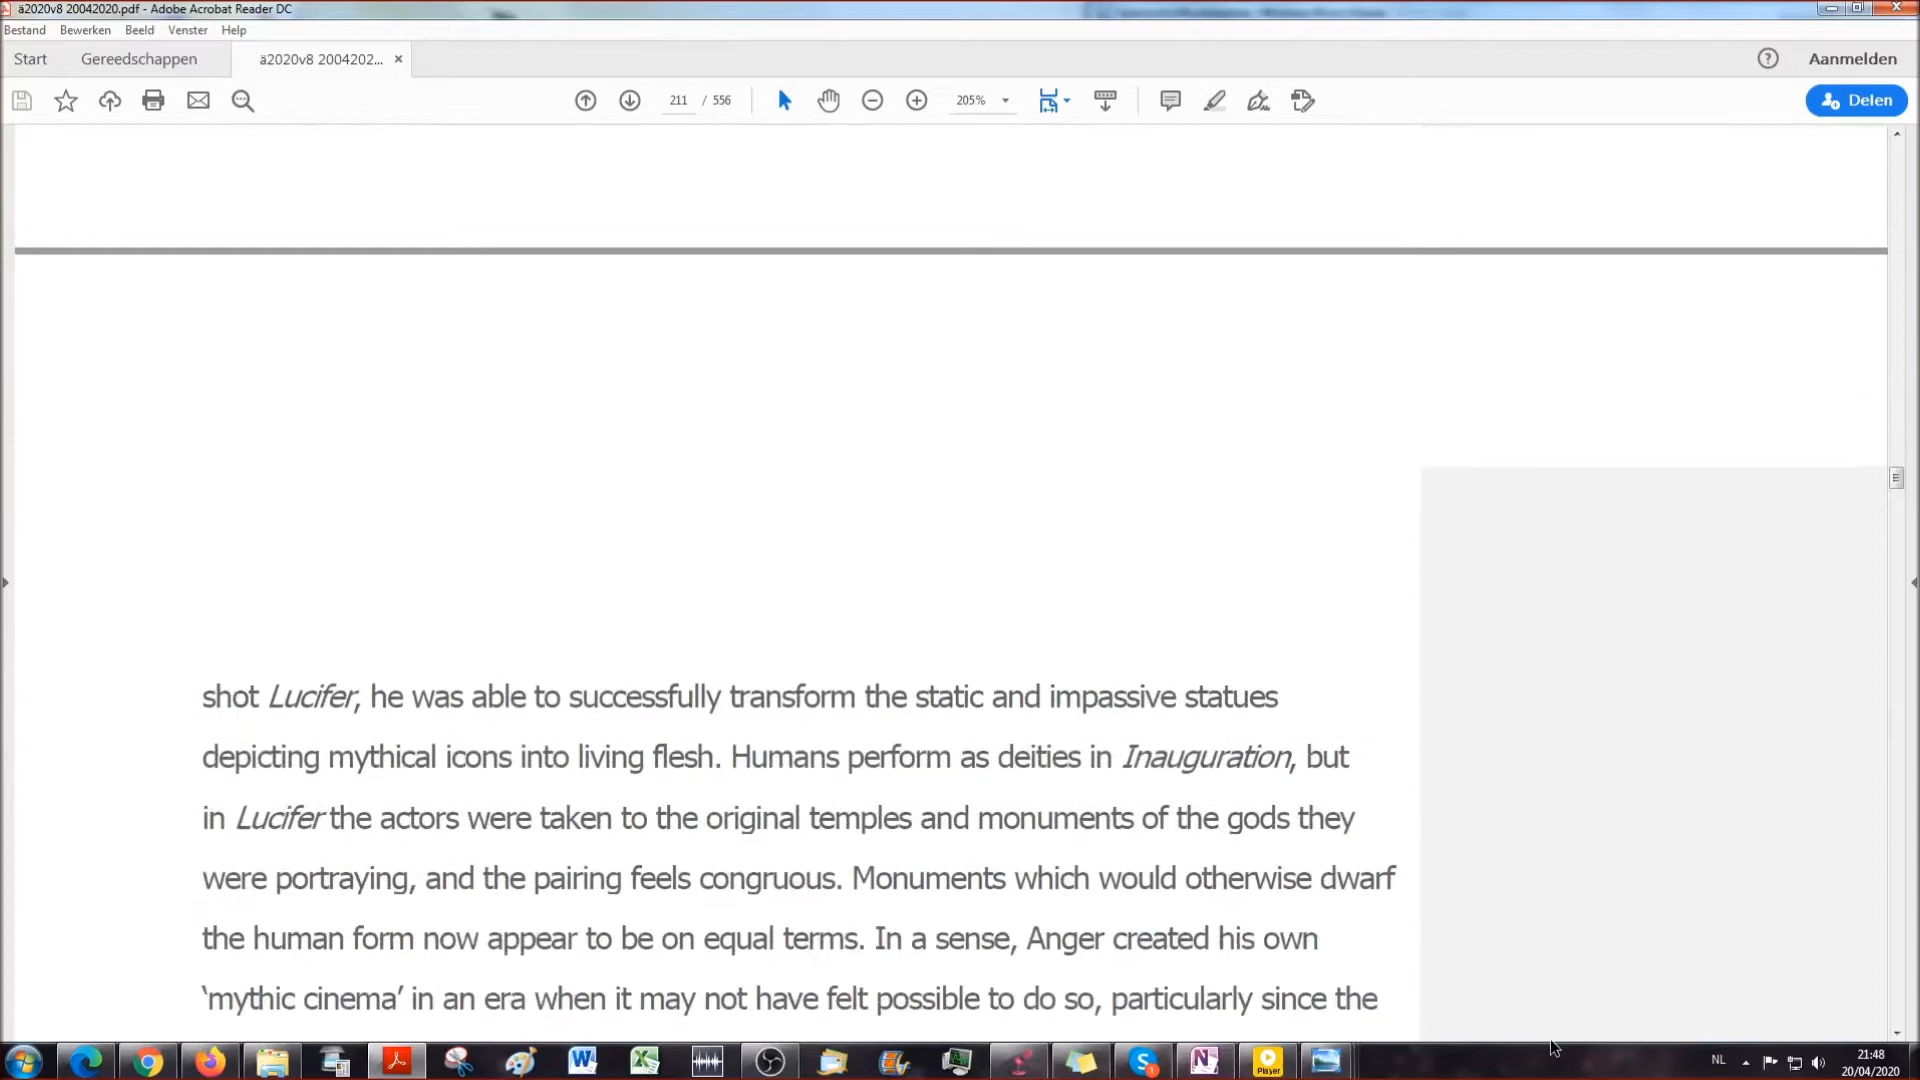 ä2020v8 20042020.pdf - Adobe Acrobat Reader DC
Bestand Bewerken Beeld Venster Help
Start Gereedschappen ä2020v8 2004202... × Aanmelden
211 / 556 205% Delen
shot Lucifer, he was able to successfully transform the static and impassive statues
depicting mythical icons into living flesh. Humans perform as deities in Inauguration, but
in Lucifer the actors were taken to the original temples and monuments of the gods they
were portraying, and the pairing feels congruous. Monuments which would otherwise dwarf
the human form now appear to be on equal terms. In a sense, Anger created his own
‘mythic cinema’ in an era when it may not have felt possible to do so, particularly since the
Player
NL
21:48
20/04/2020